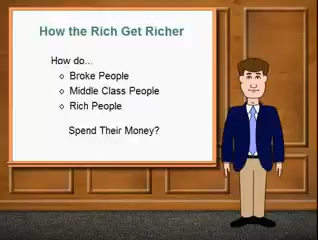 How the Rich Get Richer
How do...
Broke People
Middle Class People
Rich People
Spend Their Money?